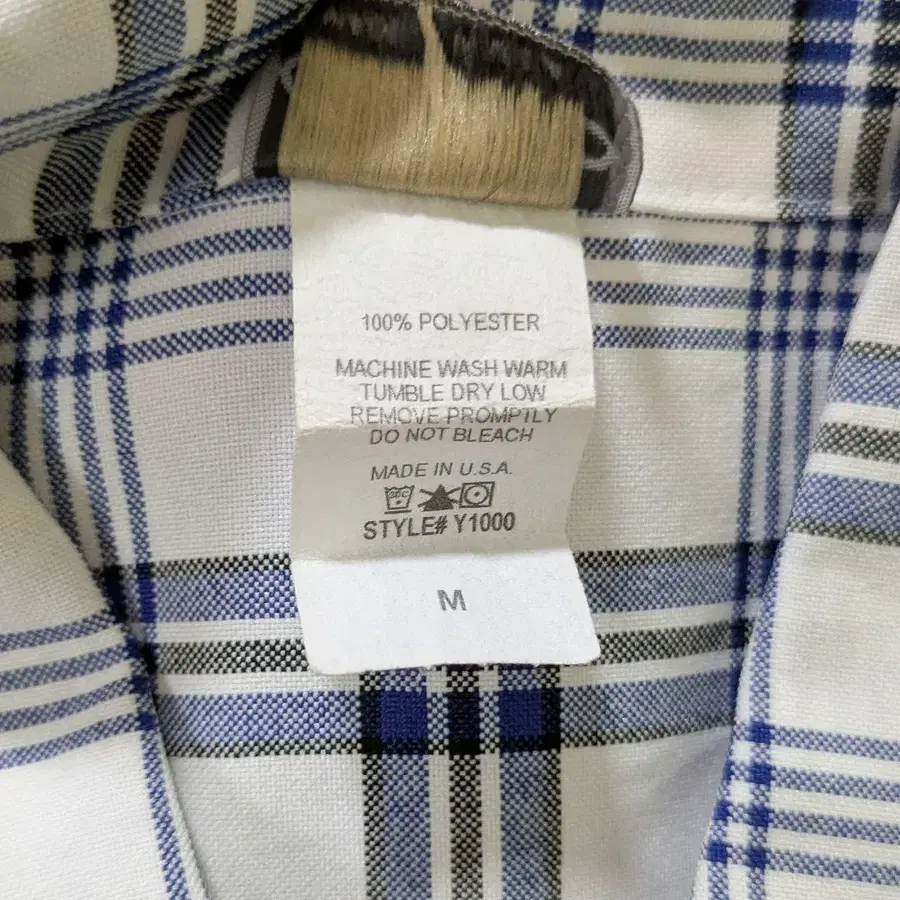 100% POLYESTER
MACHINE WASH WARM
TUMBLE DRY LOW
REMOVE PROMPTLY
DO NOT BLEACH
MADE IN U.S.A.
STYLE# Y1000
M